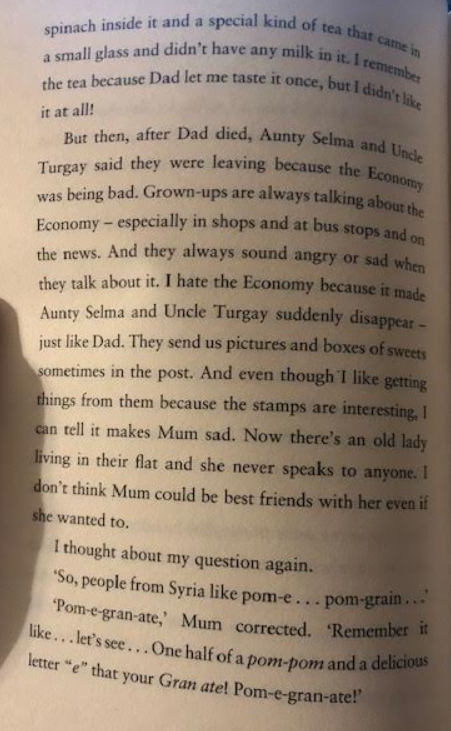 spinach inside it and a special kind of tea that came in
a small glass and didn't have any milk in it. I remember
the tea because Dad let me taste it once, but I didn't like
it at all!
But then, after Dad died, Aunty Selma and Uncle
Turgay said they were leaving because the Economy
was being bad. Grown-ups are always talking about the
Economy – especially in shops and at bus stops and on
the news. And they always sound angry or sad when
they talk about it. I hate the Economy because it made
Aunty Selma and Uncle Turgay suddenly disappear –
just like Dad. They send us pictures and boxes of sweets
sometimes in the post. And even though I like getting
things from them because the stamps are interesting, I
can tell it makes Mum sad. Now there's an old lady
living in their flat and she never speaks to anyone. I
don't think Mum could be best friends with her even if
she wanted to.
I thought about my question again.
'So, people from Syria like pom-e . . . pom-grain . . .'
'Pom-e-gran-ate,' Mum corrected. 'Remember it
like . . . let's see . . . One half of a pom-pom and a delicious
letter "e" that your Gran ate! Pom-e-gran-ate!'